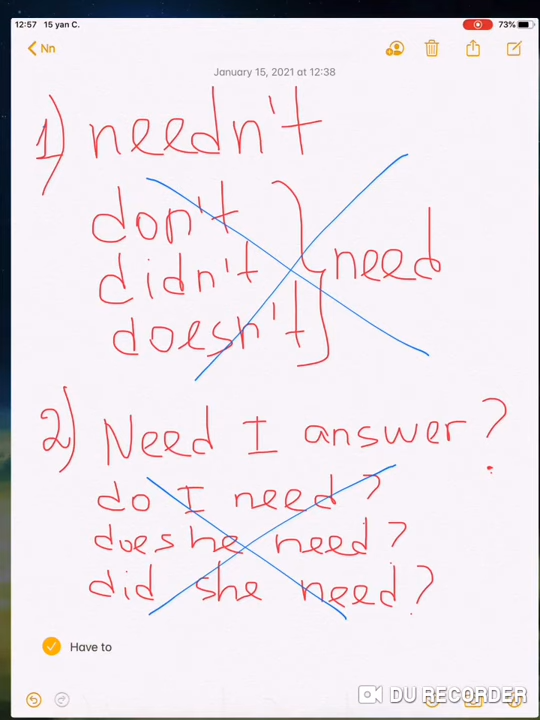 12:57 15 yan C.
73%
Nn
January 15, 2021 at 12:38
1) needn't
don't
didn't } need
doesn't
2) Need I answer?
do I need?
does he need?
did she need?
Have to
DU RECORDER